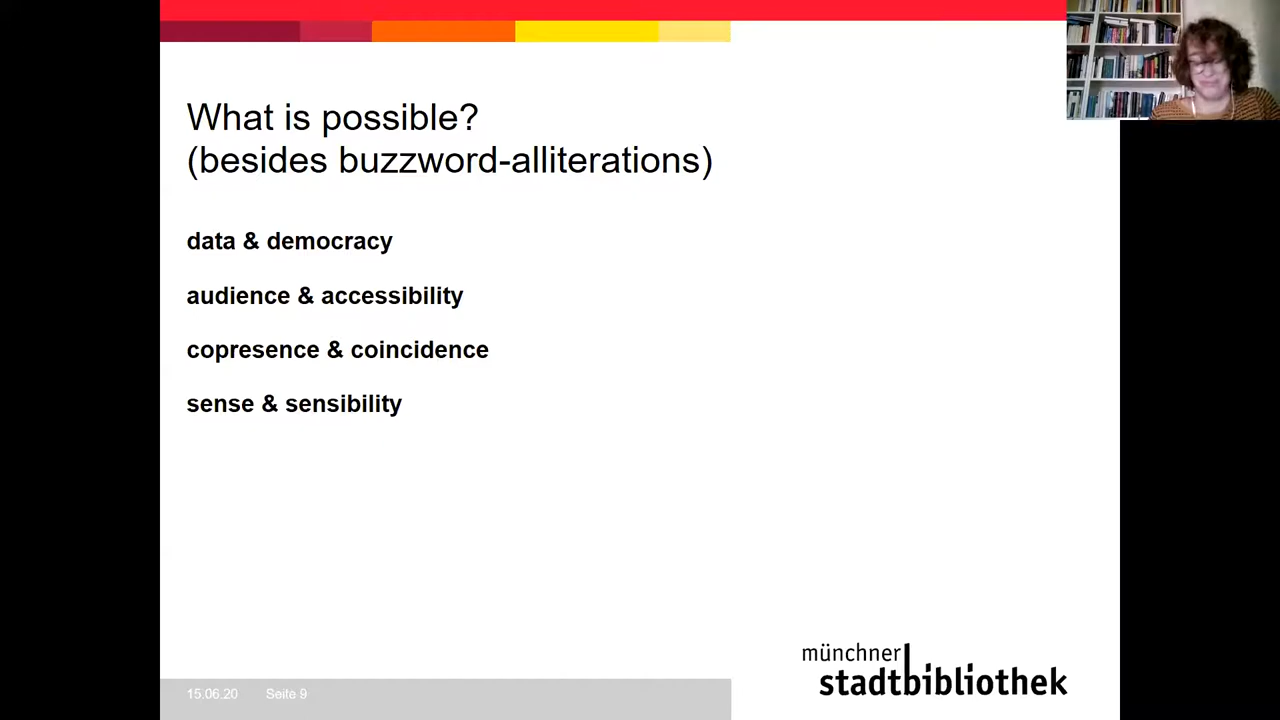 What is possible?
(besides buzzword-alliterations)
data & democracy
audience & accessibility
copresence & coincidence
sense & sensibility
münchner
stadtbibliothek
15.06.20 Seite 9